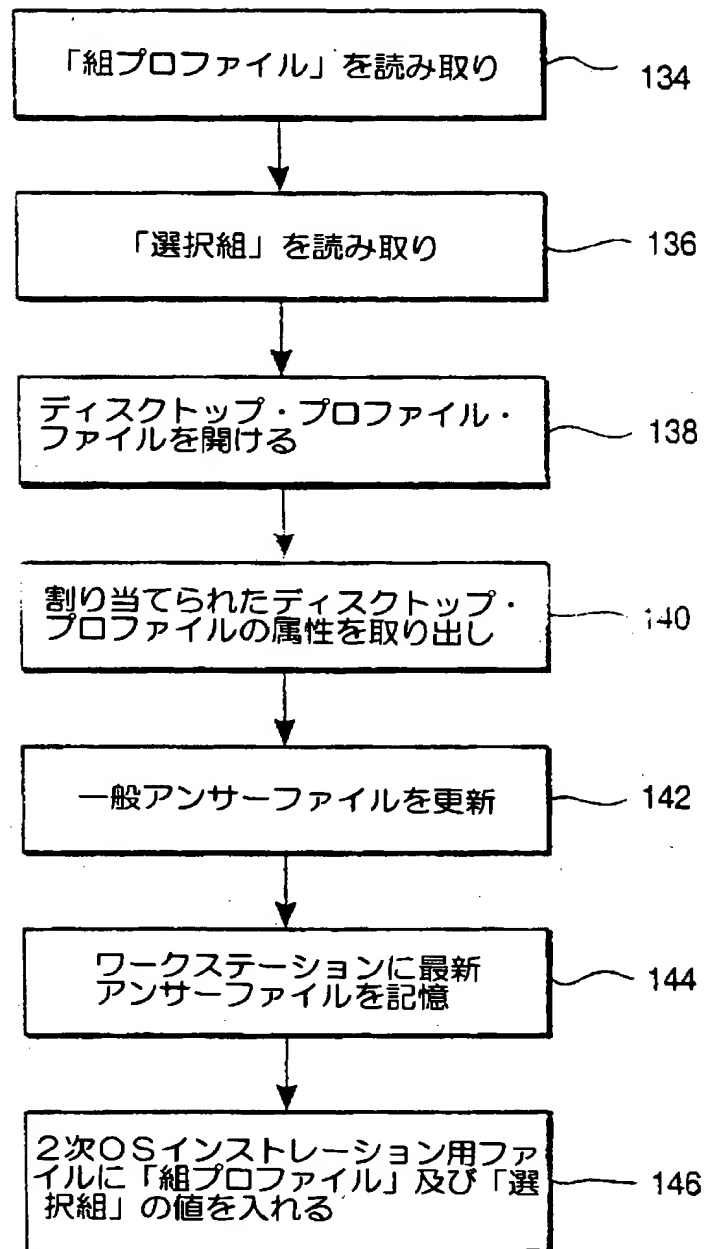 「組プロファイル」を読み取り
134
「選択組」を読み取り
136
ディスクトップ・プロファイル・
ファイルを開ける
138
割り当てられたディスクトップ・
プロファイルの属性を取り出し
140
一般アンサーファイルを更新
142
ワークステーションに最新
アンサーファイルを記憶
144
2次OSインストレーション用ファ
イルに「組プロファイル」及び「選
択組」の値を入れる
146